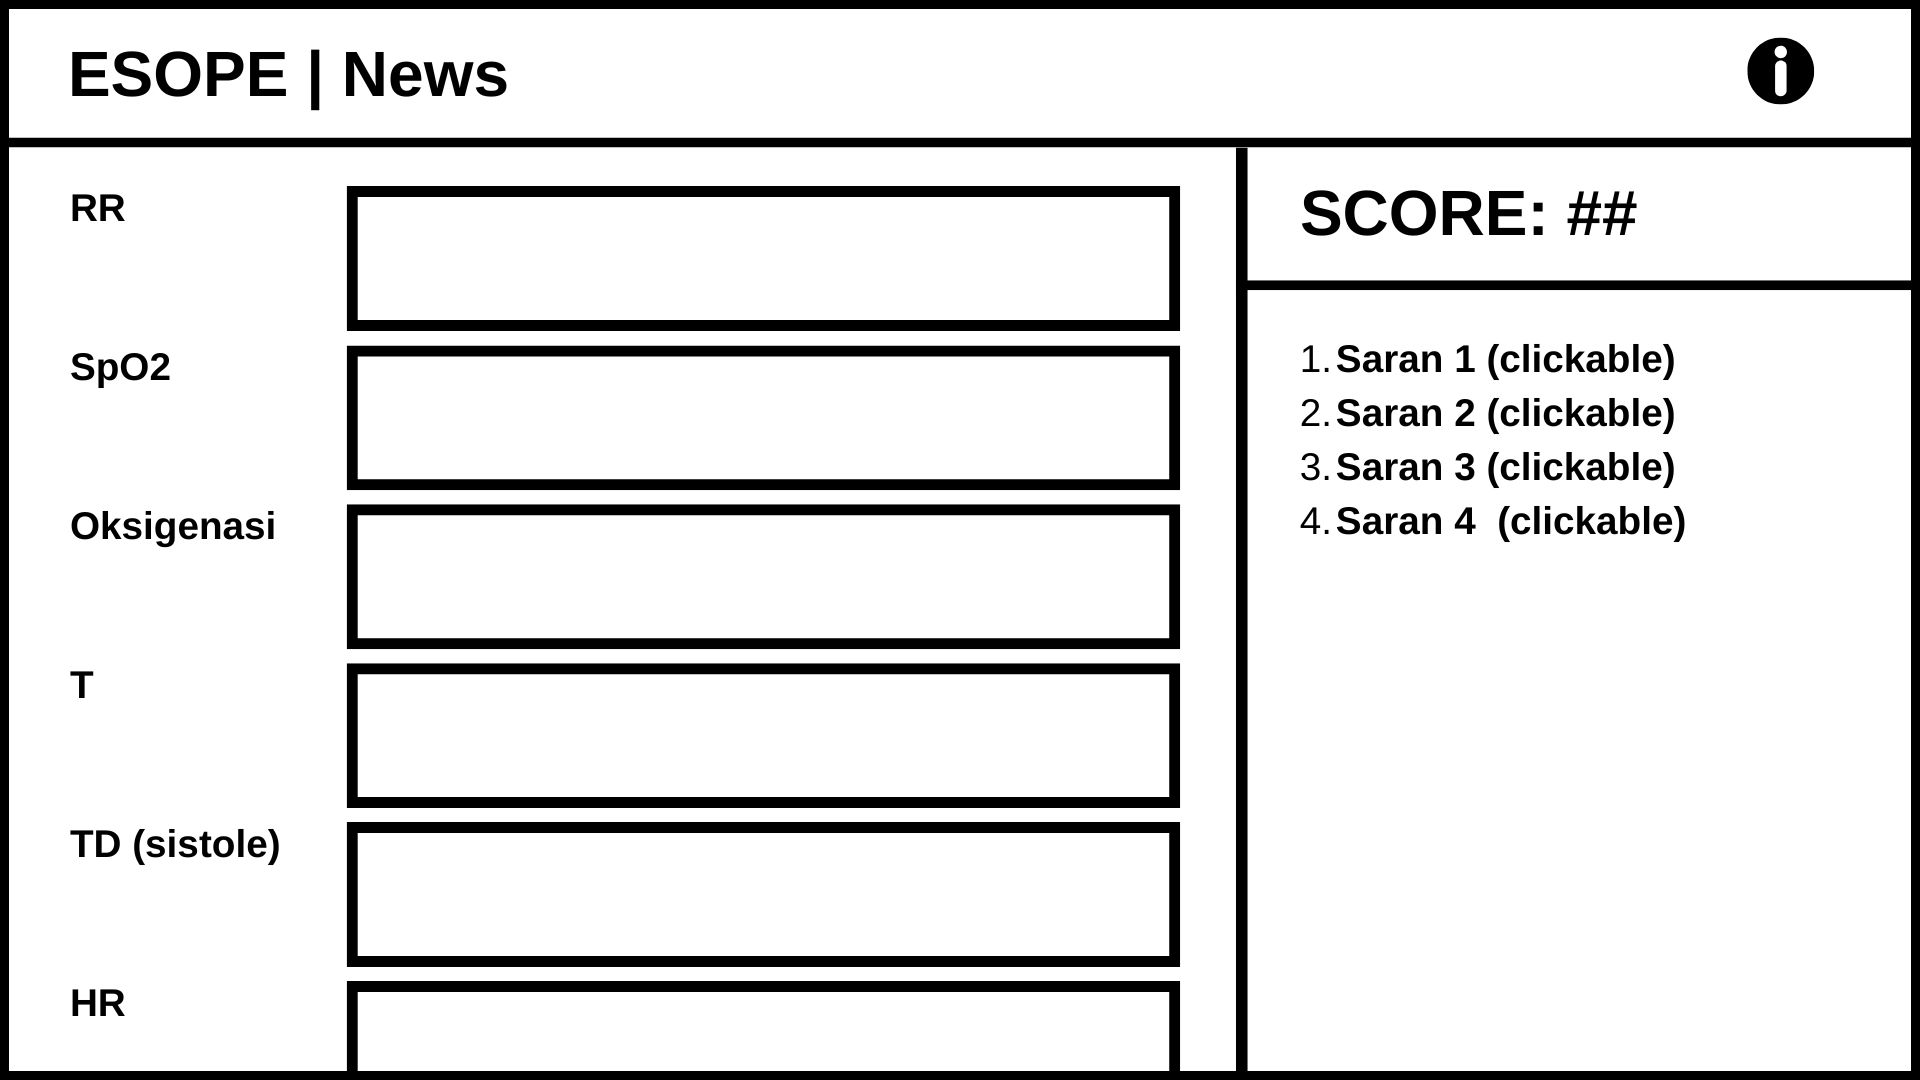 ESOPE | News
RR
SpO2
Oksigenasi
T
TD (sistole)
HR
SCORE: ##
1. Saran 1 (clickable)
2. Saran 2 (clickable)
3. Saran 3 (clickable)
4. Saran 4  (clickable)